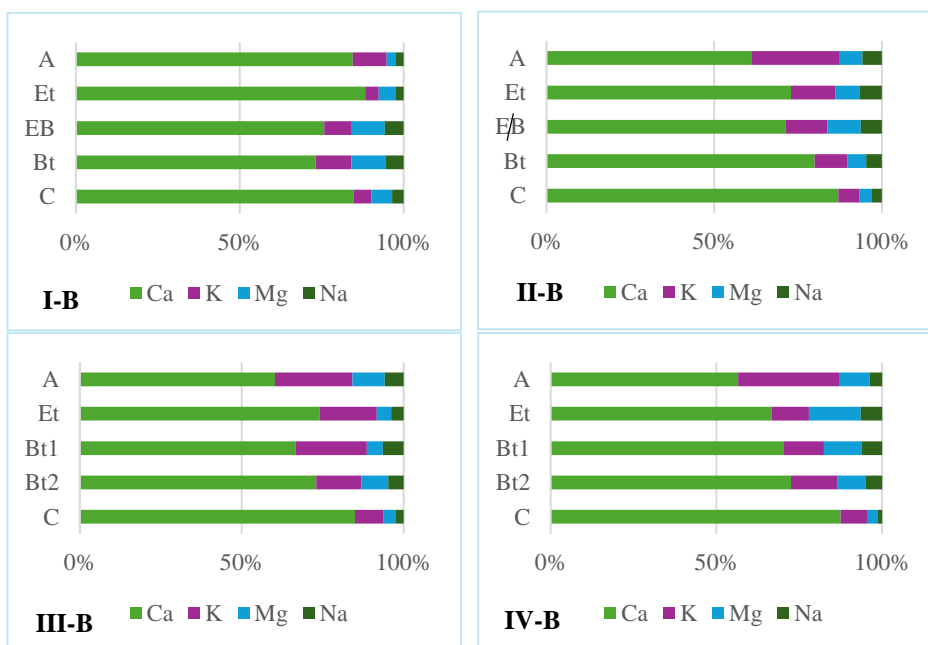 A
Et
EB
Bt
C
0% 50% 100%
I-B Ca K Mg Na
A
Et
E/B
Bt
C
0% 50% 100%
II-B Ca K Mg Na
A
Et
Bt1
Bt2
C
0% 50% 100%
III-B Ca K Mg Na
A
Et
Bt1
Bt2
C
0% 50% 100%
IV-B Ca K Mg Na